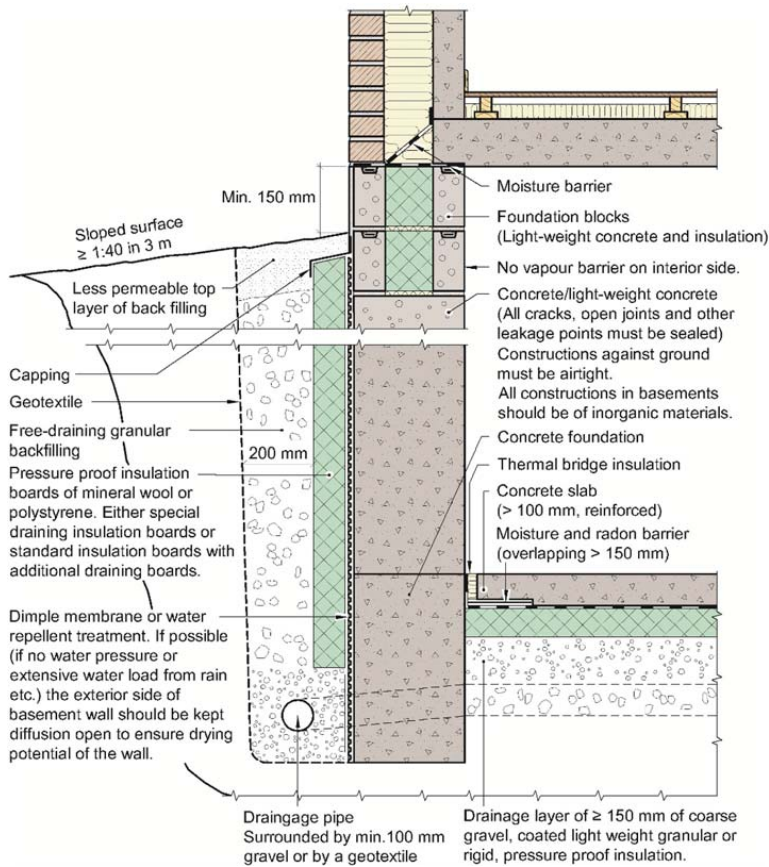 Min. 150 mm
Sloped surface
≥ 1:40 in 3 m
Less permeable top
layer of back filling
Capping
Geotextile
Free-draining granular
backfilling
200 mm
Pressure proof insulation
boards of mineral wool or
polystyrene. Either special
draining insulation boards or
standard insulation boards with
additional draining boards.
Dimple membrane or water
repellent treatment. If possible
(if no water pressure or
extensive water load from rain
etc.) the exterior side of
basement wall should be kept
diffusion open to ensure drying
potential of the wall.
Draingage pipe
Surrounded by min.100 mm
gravel or by a geotextile
Moisture barrier
Foundation blocks
(Light-weight concrete and insulation)
No vapour barrier on interior side.
Concrete/light-weight concrete
(All cracks, open joints and other
leakage points must be sealed)
Constructions against ground
must be airtight.
All constructions in basements
should be of inorganic materials.
Concrete foundation
Thermal bridge insulation
Concrete slab
(> 100 mm, reinforced)
Moisture and radon barrier
(overlapping > 150 mm)
Drainage layer of ≥ 150 mm of coarse
gravel, coated light weight granular or
rigid, pressure proof insulation.